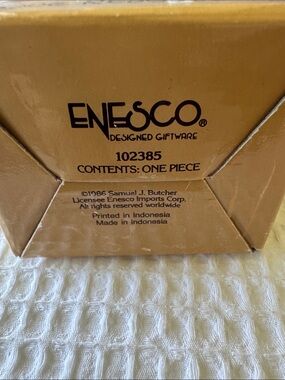 ENESCO®
DESIGNED GIFTWARE
102385
CONTENTS: ONE PIECE
©1986 Samuel J. Butcher
Licensee Enesco Imports Corp.
All rights reserved worldwide
Printed in Indonesia
Made in Indonesia